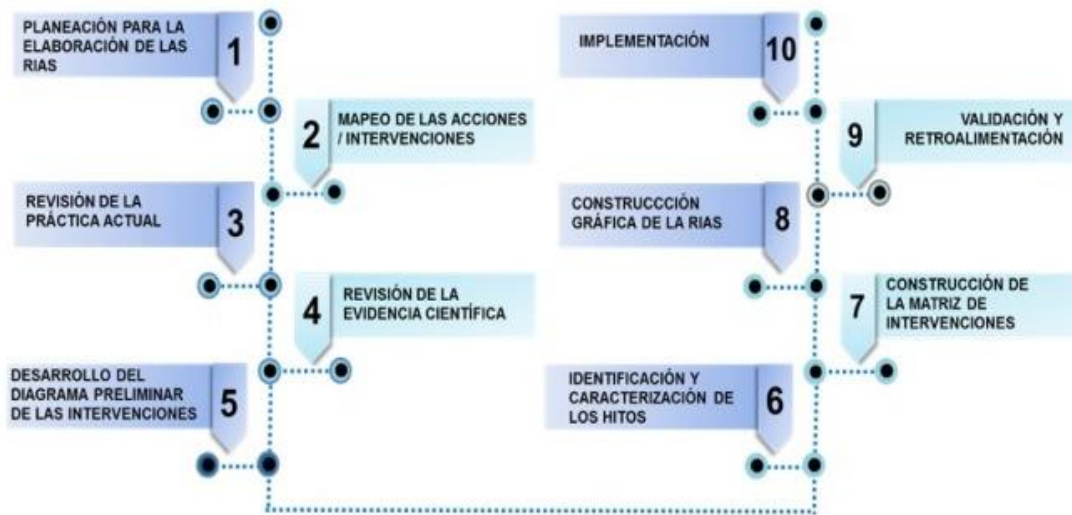 PLANEACIÓN PARA LA
ELABORACIÓN DE LAS
RIAS
1
2
MAPEO DE LAS ACCIONES
/ INTERVENCIONES
REVISIÓN DE LA
PRÁCTICA ACTUAL
3
4
REVISIÓN DE LA
EVIDENCIA CIENTÍFICA
DESARROLLO DEL
DIAGRAMA PRELIMINAR
DE LAS INTERVENCIONES
5
IDENTIFICACIÓN Y
CARACTERIZACIÓN DE
LOS HITOS
6
7
CONSTRUCCIÓN DE
LA MATRIZ DE
INTERVENCIONES
CONSTRUCCCIÓN
GRÁFICA DE LA RIAS
8
9
VALIDACIÓN Y
RETROALIMENTACIÓN
IMPLEMENTACIÓN
10